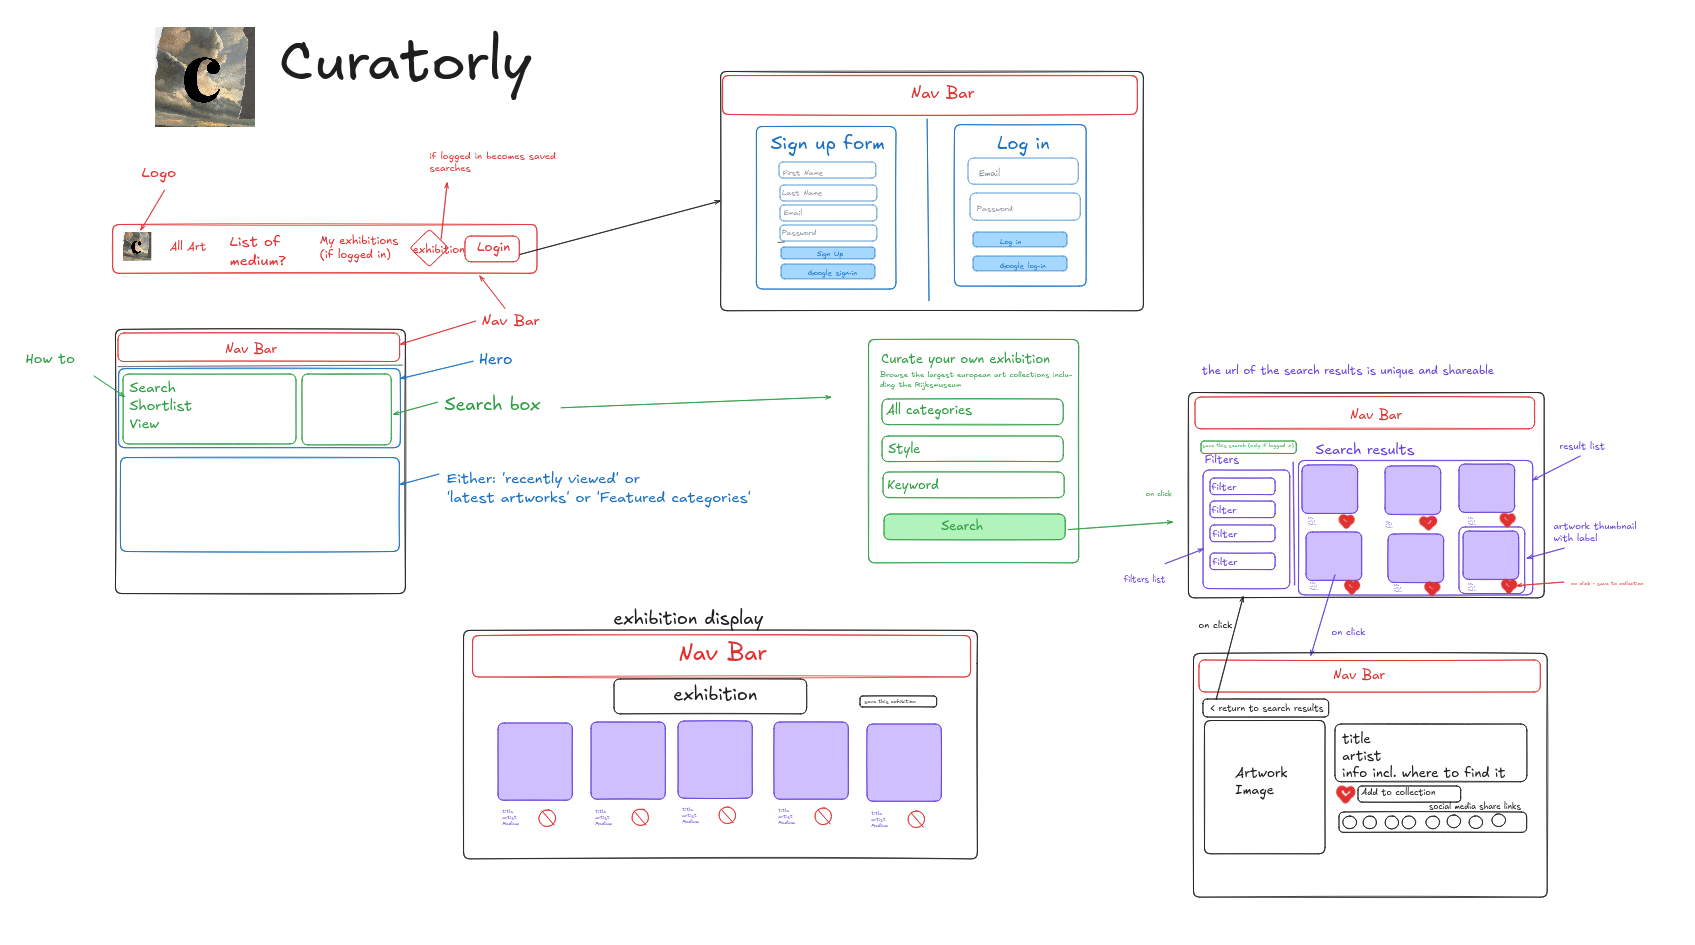 c
Curatorly
Logo
if logged in becomes saved
searches
c
All Art
List of
medium?
My exhibitions
(if logged in)
exhibition
Login
Nav Bar
Nav Bar
Sign up form
First Name
Last Name
Email
Password
Sign Up
Google sign-in
Log in
Email
Password
Log in
Google log-in
How to
Nav Bar
Search
Shortlist
View
Hero
Search box
Either: 'recently viewed' or
'latest artworks' or 'Featured categories'
Curate your own exhibition
Browse the largest european art collections inclu-
ding the Rijksmuseum
All categories
Style
Keyword
Search
on click
the url of the search results is unique and shareable
Nav Bar
save this search (only if logged in)
Filters
filter
filter
filter
filter
filters list
Search results
result list
artwork thumbnail
with label
on click - save to collection
on click
on click
exhibition display
Nav Bar
exhibition
save this exhibition
title
artist
Medium
title
artist
Medium
title
artist
Medium
title
artist
Medium
title
artist
Medium
Nav Bar
< return to search results
Artwork
Image
title
artist
info incl. where to find it
Add to collection
social media share links